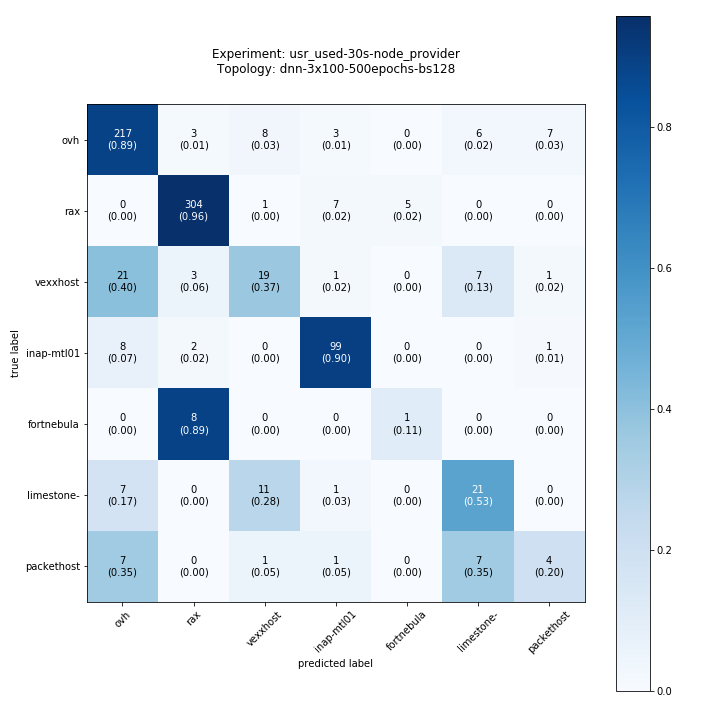 Experiment: usr_used-30s-node_provider
Topology: dnn-3x100-500epochs-bs128
true label
ovh
217 3 8 3 0 6 7
(0.89) (0.01) (0.03) (0.01) (0.00) (0.02) (0.03)
rax
0 304 1 7 5 0 0
(0.00) (0.96) (0.00) (0.02) (0.02) (0.00) (0.00)
vexxhost
21 3 19 1 0 7 1
(0.40) (0.06) (0.37) (0.02) (0.00) (0.13) (0.02)
inap-mtl01
8 2 0 99 0 0 1
(0.07) (0.02) (0.00) (0.90) (0.00) (0.00) (0.01)
fortnebula
0 8 0 0 1 0 0
(0.00) (0.89) (0.00) (0.00) (0.11) (0.00) (0.00)
limestone-
7 0 11 1 0 21 0
(0.17) (0.00) (0.28) (0.03) (0.00) (0.53) (0.00)
packethost
7 0 1 1 0 7 4
(0.35) (0.00) (0.05) (0.05) (0.00) (0.35) (0.20)
ovh rax vexxhost inap-mtl01 fortnebula limestone- packethost
predicted label
0.8
0.6
0.4
0.2
0.0